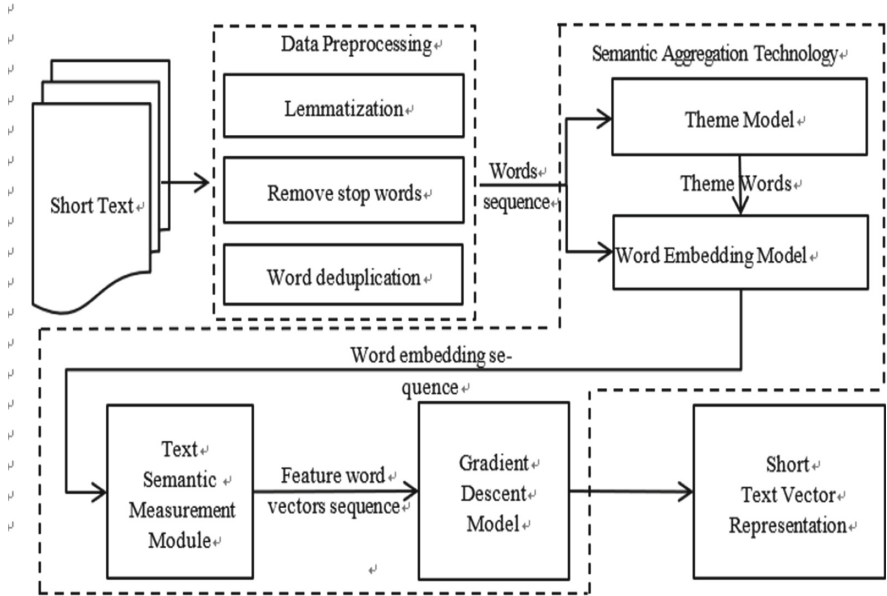 Data Preprocessing
Lemmatization
Remove stop words
Word deduplication
Short Text
Words
sequence
Semantic Aggregation Technology
Theme Model
Theme Words
Word Embedding Model
Word embedding se-
quence
Text
Semantic
Measurement
Module
Feature word
vectors sequence
Gradient
Descent
Model
Short
Text Vector
Representation